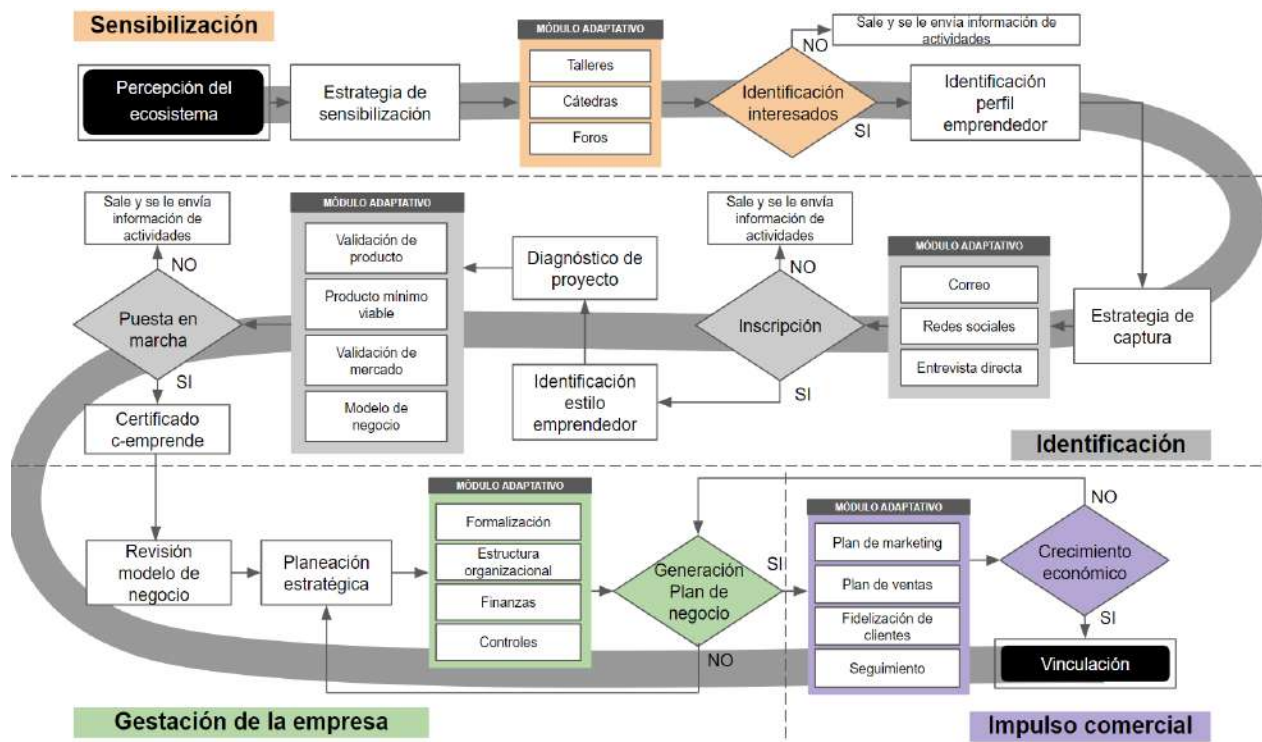 Sensibilización
Percepción del
ecosistema
Estrategia de
sensibilización
MÓDULO ADAPTATIVO
Talleres
Cátedras
Foros
Identificación
interesados
NO
Sale y se le envía información de
actividades
SI
Identificación
perfil
emprendedor
Sale y se le envía
información de
actividades
NO
Puesta en
marcha
SI
Certificado
c-emprende
MÓDULO ADAPTATIVO
Validación de
producto
Producto mínimo
viable
Validación de
mercado
Modelo de
negocio
Diagnóstico de
proyecto
Identificación
estilo
emprendedor
Sale y se le envía
información de
actividades
NO
Inscripción
SI
MÓDULO ADAPTATIVO
Correo
Redes sociales
Entrevista directa
Estrategia de
captura
Identificación
Revisión
modelo de
negocio
Planeación
estratégica
MÓDULO ADAPTATIVO
Formalización
Estructura
organizacional
Finanzas
Controles
Generación
Plan de
negocio
SI
NO
MÓDULO ADAPTATIVO
Plan de marketing
Plan de ventas
Fidelización de
clientes
Seguimiento
NO
Crecimiento
económico
SI
Vinculación
Gestación de la empresa
Impulso comercial